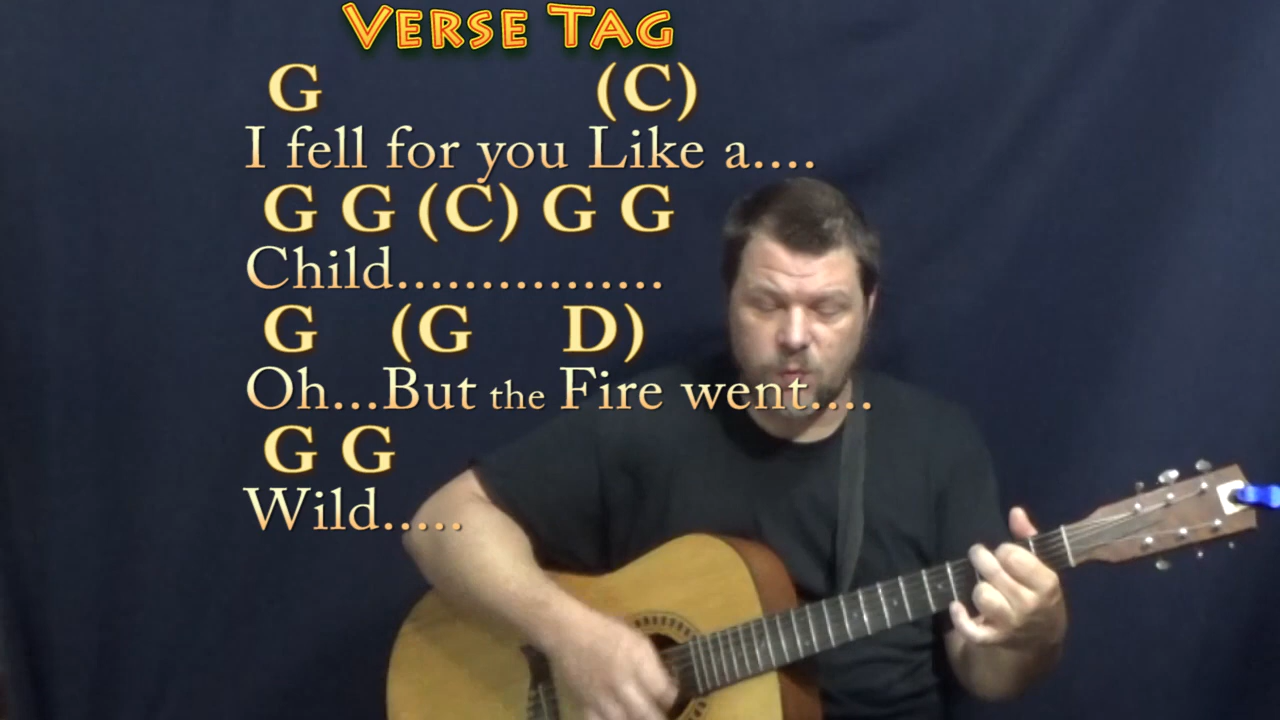 VERSE TAG
G (C)
I fell for you Like a....
G G (C) G G
Child................
G (G D)
Oh...But the Fire went....
G G
Wild.....